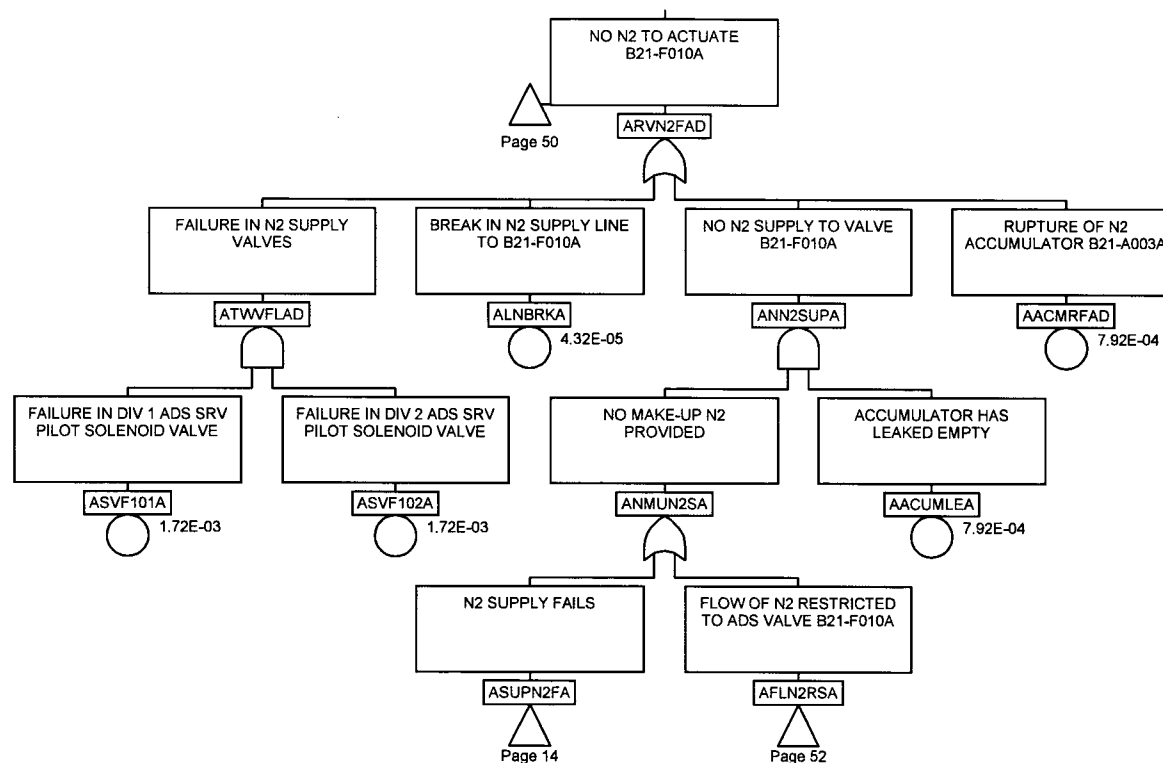 NO N2 TO ACTUATE
B21-F010A
Page 50
ARVN2FAD
FAILURE IN N2 SUPPLY
VALVES
ATWVFLAD
BREAK IN N2 SUPPLY LINE
TO B21-F010A
ALNBRKA
4.32E-05
NO N2 SUPPLY TO VALVE
B21-F010A
ANN2SUPA
RUPTURE OF N2
ACCUMULATOR B21-A003A
AACMRFAD
7.92E-04
FAILURE IN DIV 1 ADS SRV
PILOT SOLENOID VALVE
ASVF101A
1.72E-03
FAILURE IN DIV 2 ADS SRV
PILOT SOLENOID VALVE
ASVF102A
1.72E-03
NO MAKE-UP N2
PROVIDED
ANMUN2SA
ACCUMULATOR HAS
LEAKED EMPTY
AACUMLEA
7.92E-04
N2 SUPPLY FAILS
ASUPN2FA
Page 14
FLOW OF N2 RESTRICTED
TO ADS VALVE B21-F010A
AFLN2RSA
Page 52